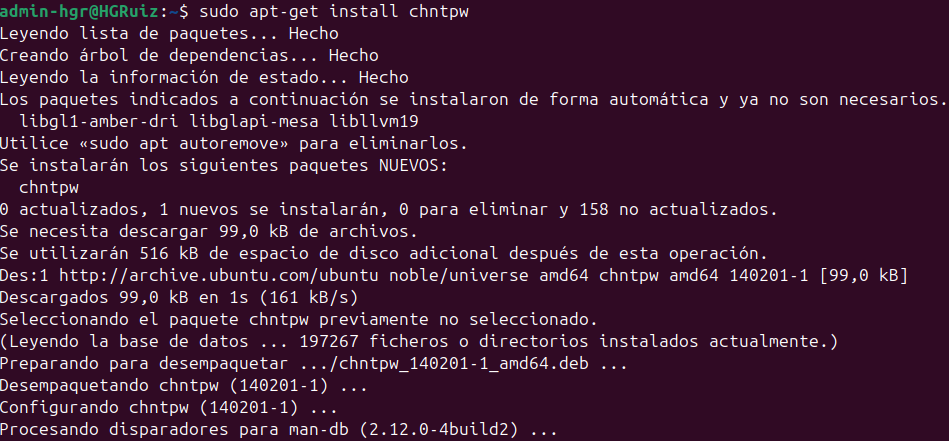 admin-hgr@HGRuiz:~$ sudo apt-get install chntpw
Leyendo lista de paquetes... Hecho
Creando árbol de dependencias... Hecho
Leyendo la información de estado... Hecho
Los paquetes indicados a continuación se instalaron de forma automática y ya no son necesarios.
  libgl1-amber-dri libglapi-mesa libllvm19
Utilice «sudo apt autoremove» para eliminarlos.
Se instalarán los siguientes paquetes NUEVOS:
  chntpw
0 actualizados, 1 nuevos se instalarán, 0 para eliminar y 158 no actualizados.
Se necesita descargar 99,0 kB de archivos.
Se utilizarán 516 kB de espacio de disco adicional después de esta operación.
Des:1 http://archive.ubuntu.com/ubuntu noble/universe amd64 chntpw amd64 140201-1 [99,0 kB]
Descargados 99,0 kB en 1s (161 kB/s)
Seleccionando el paquete chntpw previamente no seleccionado.
(Leyendo la base de datos ... 197267 ficheros o directorios instalados actualmente.)
Preparando para desempaquetar .../chntpw_140201-1_amd64.deb ...
Desempaquetando chntpw (140201-1) ...
Configurando chntpw (140201-1) ...
Procesando disparadores para man-db (2.12.0-4build2) ...